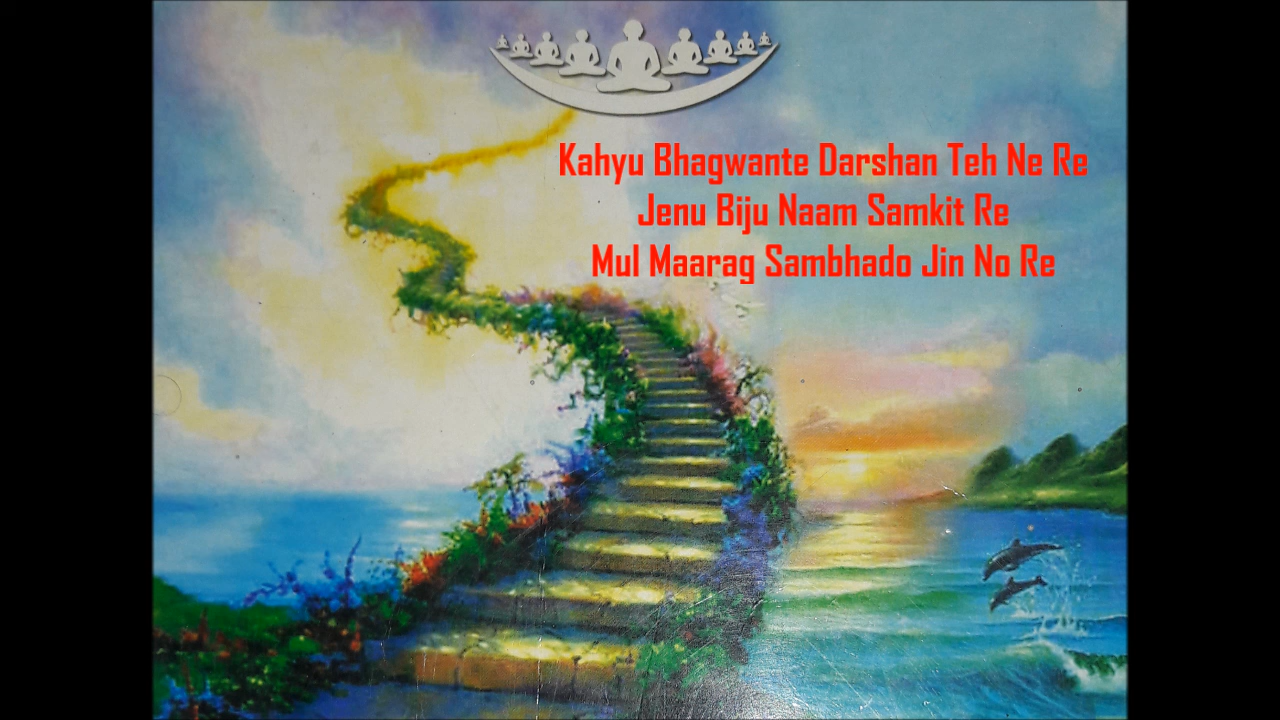 Kahyu Bhagwante Darshan Teh Ne Re
Jenu Biju Naam Samkit Re
Mul Maarag Sambhado Jin No Re